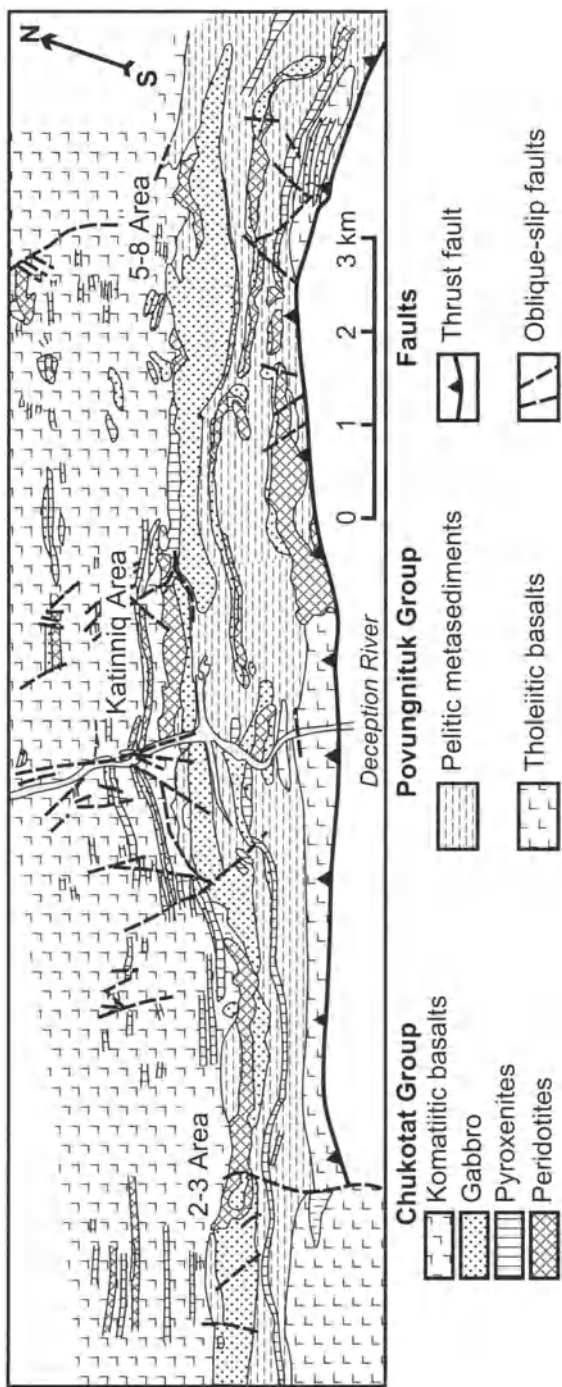 N
S
2-3 Area
Katinniq Area
5-8 Area
Deception River
0 1 2 3 km
Chukotat Group
Komatiitic basalts
Gabbro
Pyroxenites
Peridotites
Povungnituk Group
Pelitic metasediments
Tholeiitic basalts
Faults
Thrust fault
Oblique-slip faults